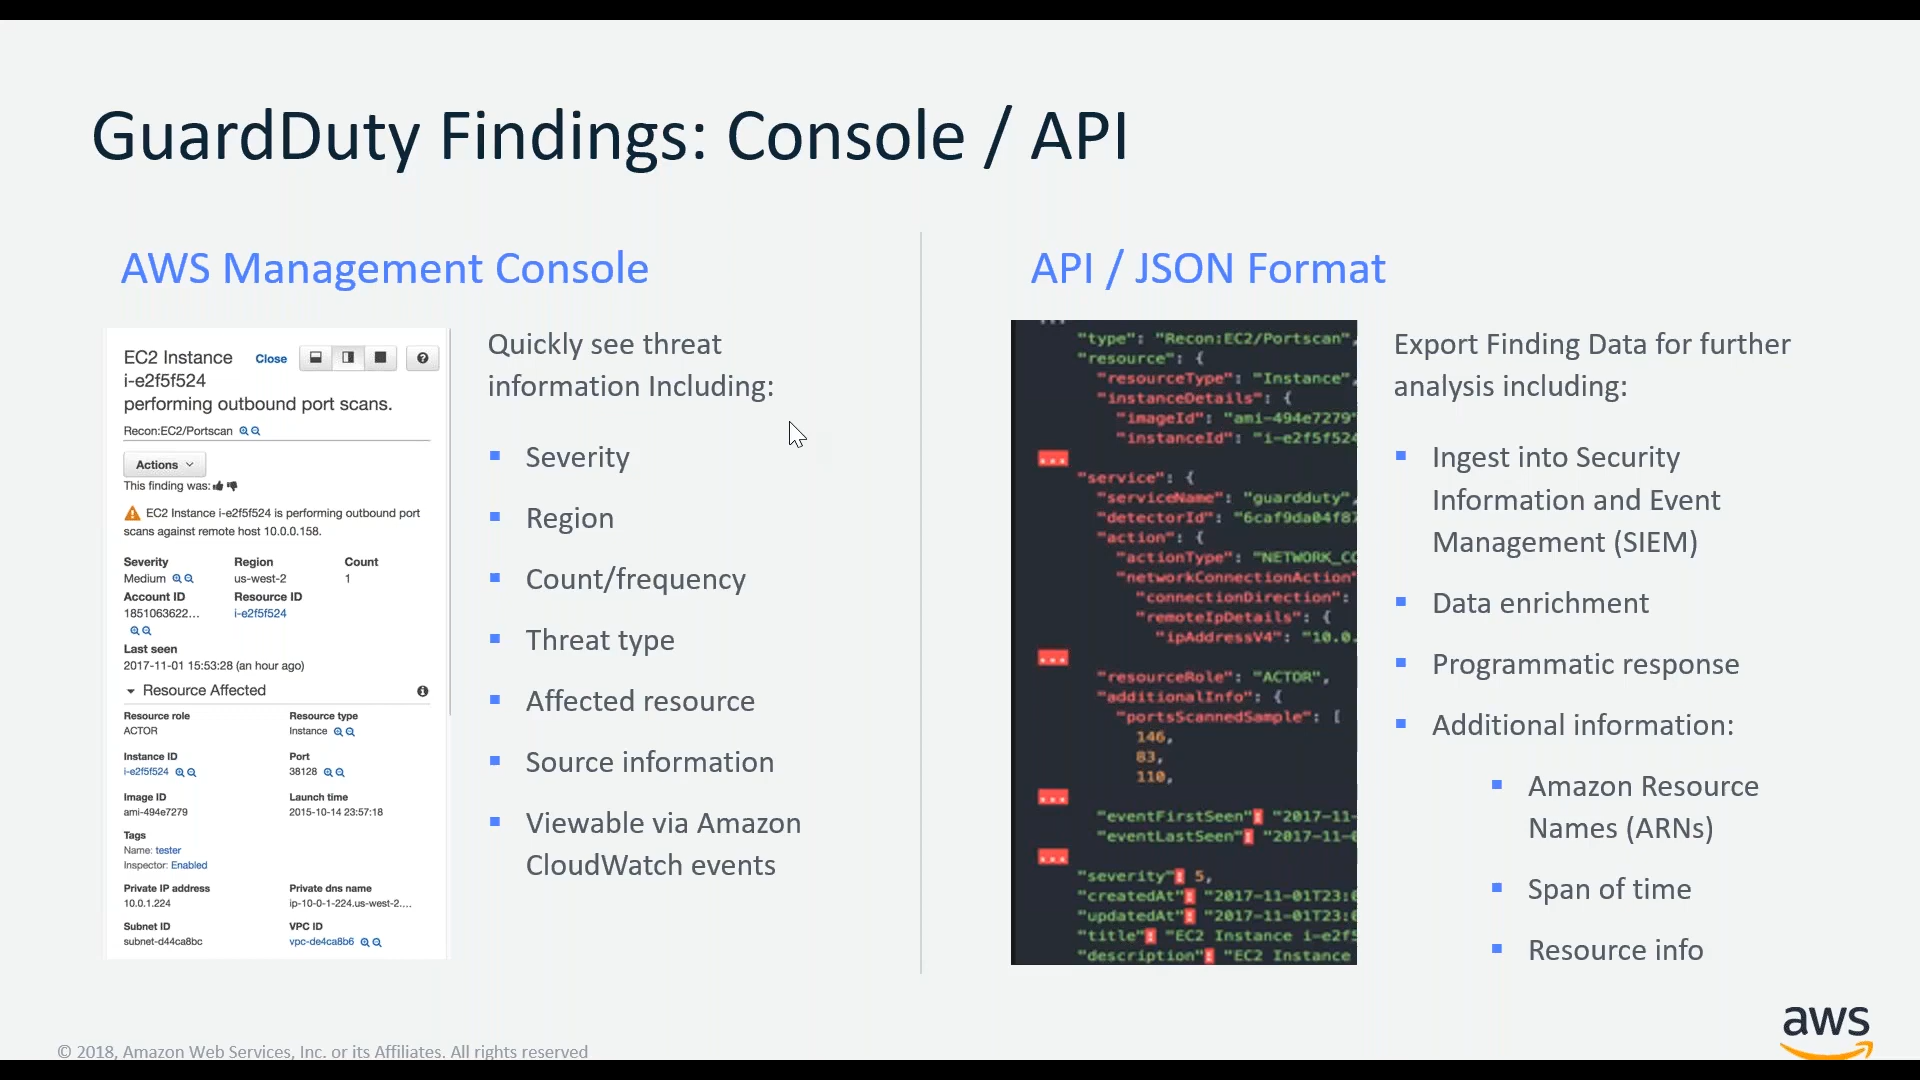 GuardDuty Findings: Console / API
AWS Management Console
EC2 Instance
i-e2f5f524
performing outbound port scans.
Close
Recon:EC2/Portscan
Actions
This finding was:
EC2 Instance i-e2f5f524 is performing outbound port
scans against remote host 10.0.0.158.
Severity Region Count
Medium us-west-2 1
Account ID Resource ID
1851063622... i-e2f5f524
Last seen
2017-11-01 15:53:28 (an hour ago)
Resource Affected
Resource role Resource type
ACTOR Instance
Instance ID Port
i-e2f5f524 38128
Image ID Launch time
ami-494e7279 2015-10-14 23:57:18
Tags
Name: tester
Inspector: Enabled
Private IP address Private dns name
10.0.1.224 ip-10-0-1-224.us-west-2....
Subnet ID VPC ID
subnet-d44ca8bc vpc-de4ca8b6
Quickly see threat
information Including:
Severity
Region
Count/frequency
Threat type
Affected resource
Source information
Viewable via Amazon
CloudWatch events
API / JSON Format
...
"type": "Recon:EC2/Portscan",
"resource": {
"resourceType": "Instance",
"instanceDetails": {
"imageId": "ami-494e7279"
"instanceId": "i-e2f5f524
...
"service": {
"serviceName": "guardduty",
"detectorId": "6caf9da04f87
"action": {
"actionType": "NETWORK_CO
"networkConnectionAction"
"connectionDirection":
"remoteIpDetails": {
"ipAddressV4": "10.0.
...
"resourceRole": "ACTOR",
"additionalInfo": {
"portsScannedSample": [
146,
83,
110,
...
"eventFirstSeen": "2017-11-
"eventLastSeen": "2017-11-0
...
"severity": 5,
"createdAt": "2017-11-01T23:
"updatedAt": "2017-11-01T23:
"title": "EC2 Instance i-e2f5
"description": "EC2 Instance
Export Finding Data for further
analysis including:
Ingest into Security
Information and Event
Management (SIEM)
Data enrichment
Programmatic response
Additional information:
Amazon Resource
Names (ARNs)
Span of time
Resource info
© 2018, Amazon Web Services, Inc. or its Affiliates. All rights reserved
aws